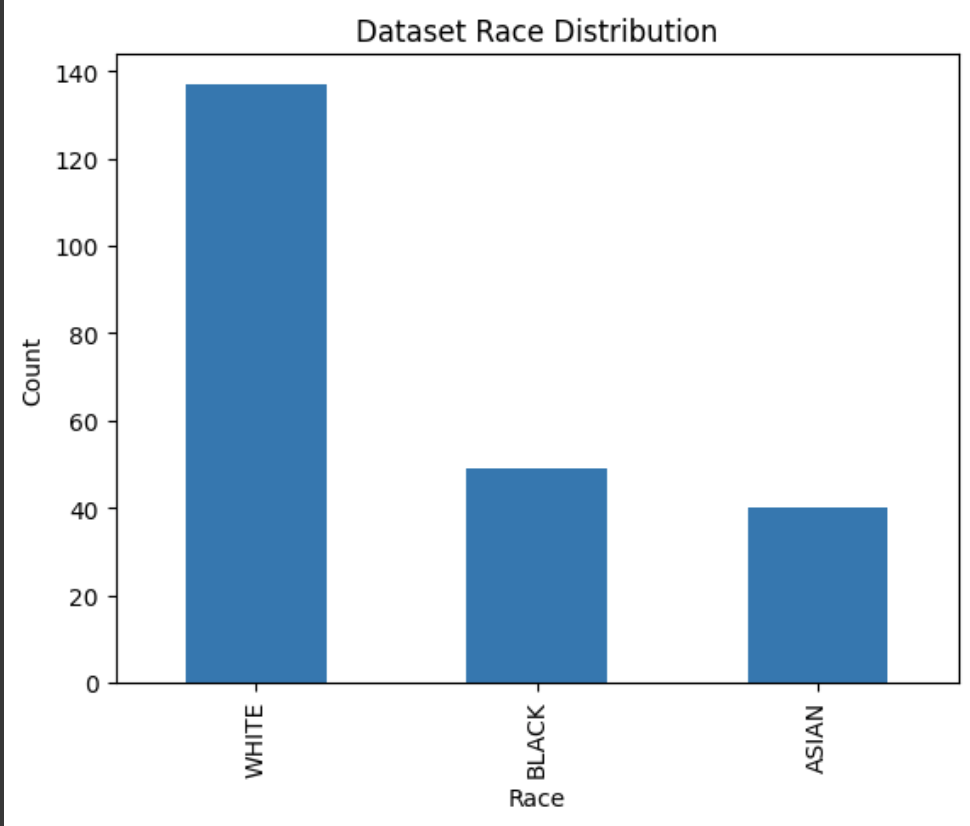 Dataset Race Distribution
140
120
100
80
60
40
20
0
Count
WHITE
BLACK
ASIAN
Race